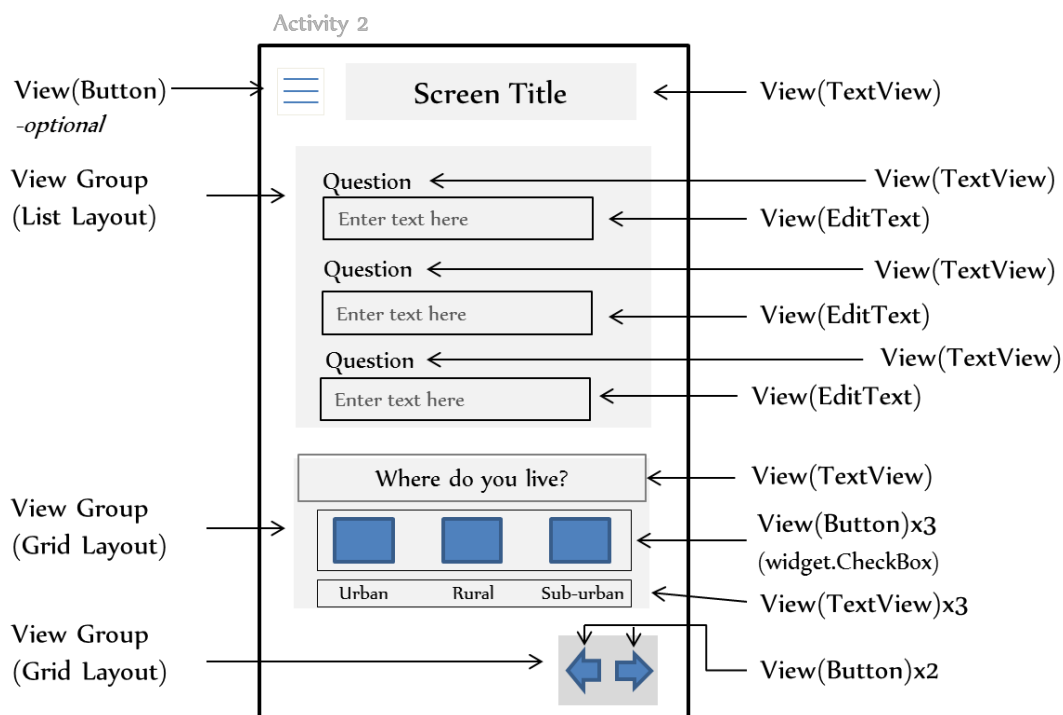 Activity 2
View(Button)
-optional
Screen Title
View(TextView)
View Group
(List Layout)
Question
View(TextView)
Enter text here
View(EditText)
Question
View(TextView)
Enter text here
View(EditText)
Question
View(TextView)
Enter text here
View(EditText)
Where do you live?
View(TextView)
View Group
(Grid Layout)
View(Button)x3
(widget.CheckBox)
Urban Rural Sub-urban
View(TextView)x3
View Group
(Grid Layout)
View(Button)x2